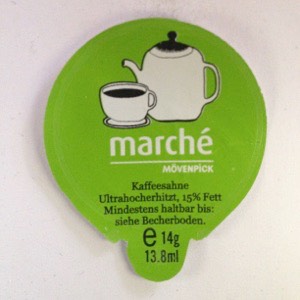 marché
MÖVENPICK
Kaffeesahne
Ultrahocherhitzt, 15% Fett
Mindestens haltbar bis:
siehe Becherboden.
e 14g
13.8ml